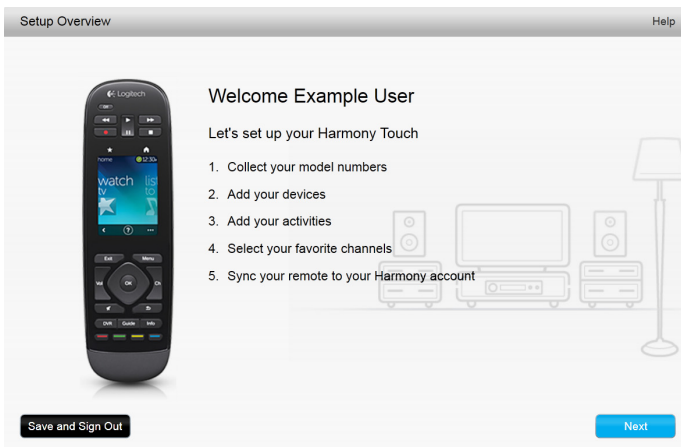 Setup Overview
Help
Welcome Example User
Let's set up your Harmony Touch
1. Collect your model numbers
2. Add your devices
3. Add your activities
4. Select your favorite channels
5. Sync your remote to your Harmony account
Logitech
home 12:30
watch lis
tv to
?
Exit Menu
Vol OK Ch
DVR Guide Info
Save and Sign Out
Next